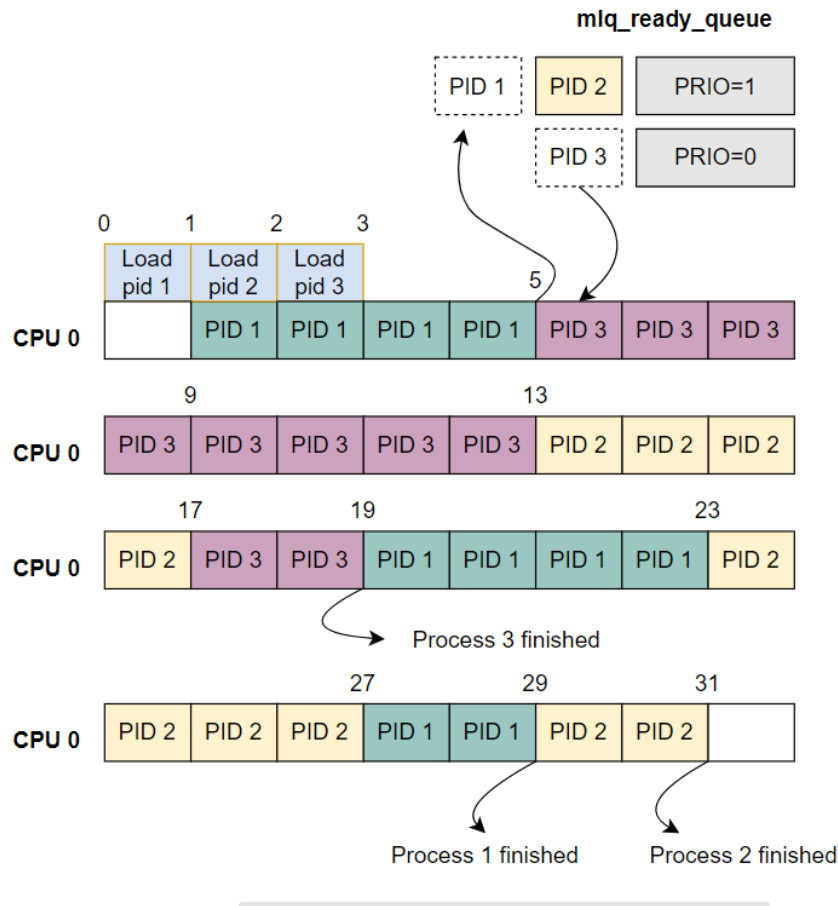 mlq_ready_queue
PID 1 PID 2 PRIO=1
PID 3 PRIO=0
0 1 2 3
Load pid 1 Load pid 2 Load pid 3
5
CPU 0 PID 1 PID 1 PID 1 PID 1 PID 3 PID 3 PID 3
9 13
CPU 0 PID 3 PID 3 PID 3 PID 3 PID 3 PID 2 PID 2 PID 2
17 19 23
CPU 0 PID 2 PID 3 PID 3 PID 1 PID 1 PID 1 PID 1 PID 2
Process 3 finished
27 29 31
CPU 0 PID 2 PID 2 PID 2 PID 1 PID 1 PID 2 PID 2
Process 1 finished Process 2 finished